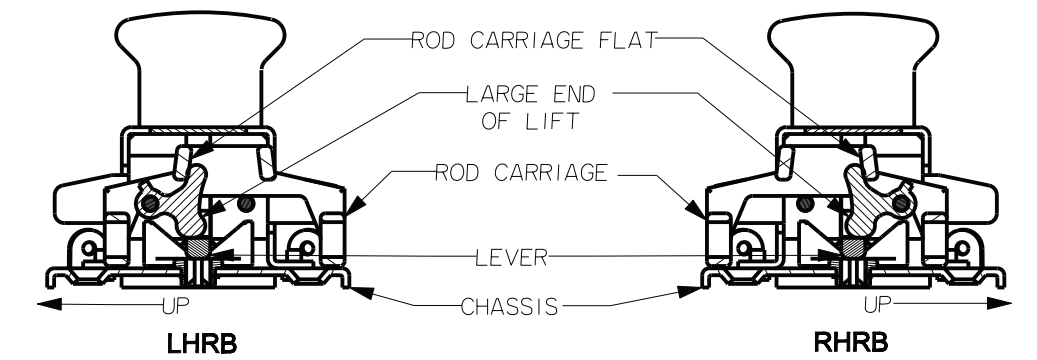 ROD CARRIAGE FLAT
LARGE END
OF LIFT
ROD CARRIAGE
LEVER
CHASSIS
UP
UP
LHRB
RHRB